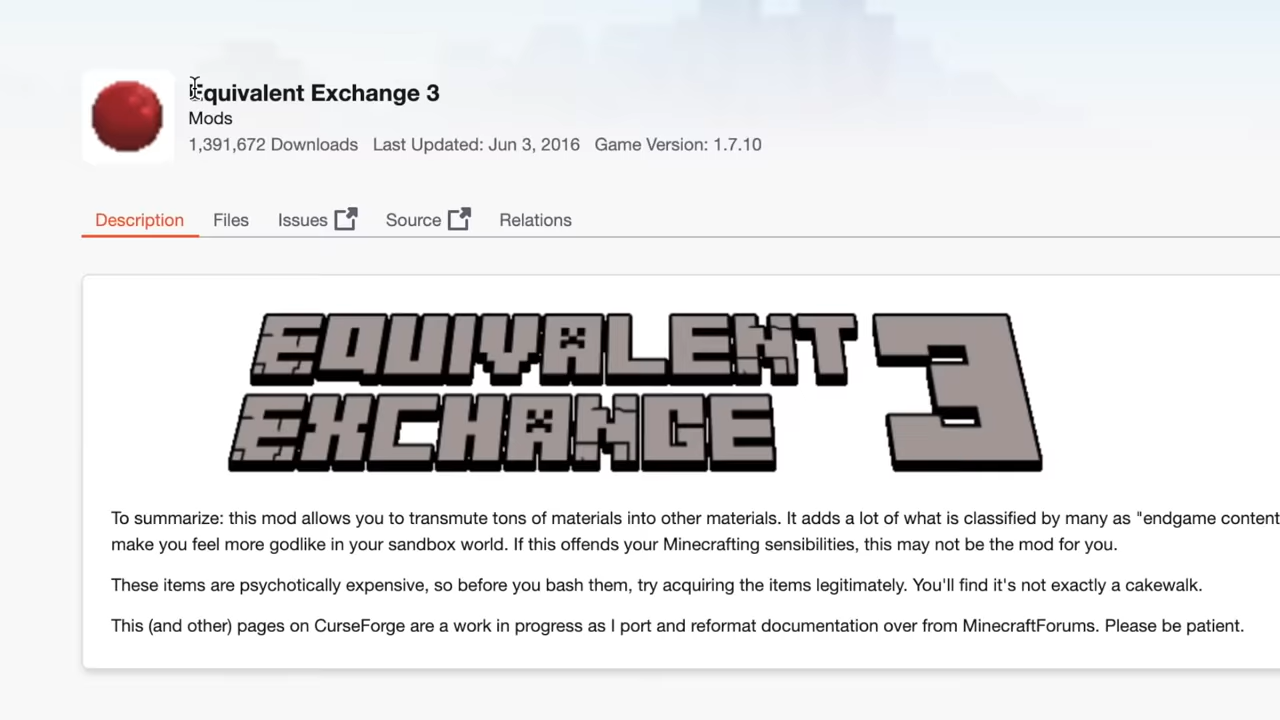 Equivalent Exchange 3
Mods
1,391,672 Downloads Last Updated: Jun 3, 2016 Game Version: 1.7.10
Description Files Issues Source Relations
EQUIVALENT
EXCHANGE 3
To summarize: this mod allows you to transmute tons of materials into other materials. It adds a lot of what is classified by many as "endgame content
make you feel more godlike in your sandbox world. If this offends your Minecrafting sensibilities, this may not be the mod for you.
These items are psychotically expensive, so before you bash them, try acquiring the items legitimately. You'll find it's not exactly a cakewalk.
This (and other) pages on CurseForge are a work in progress as I port and reformat documentation over from MinecraftForums. Please be patient.